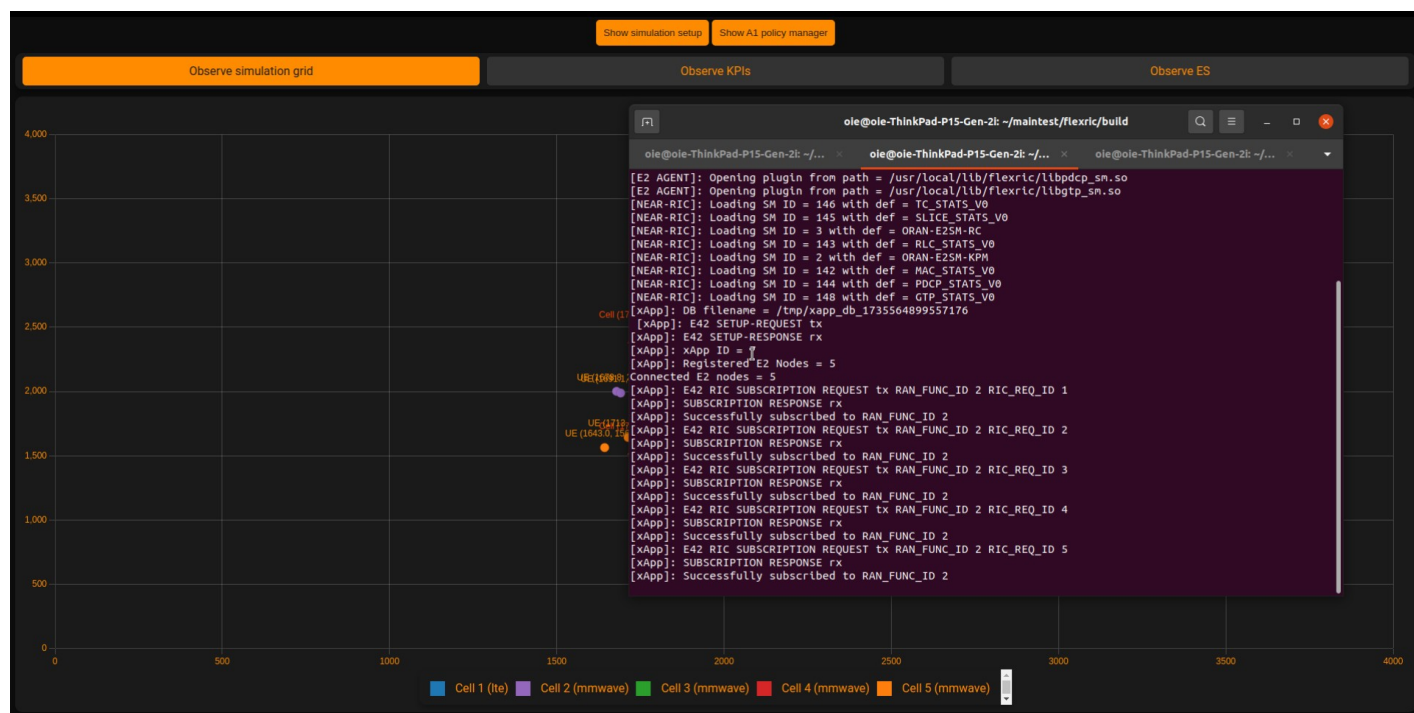 Show simulation setup Show A1 policy manager
Observe simulation grid Observe KPIs Observe ES
oie@oie-ThinkPad-P15-Gen-2i: ~/maintest/flexric/build
oie@oie-ThinkPad-P15-Gen-2i: ~/... × oie@oie-ThinkPad-P15-Gen-2i: ~/... × oie@oie-ThinkPad-P15-Gen-2i: ~/... ×
[E2 AGENT]: Opening plugin from path = /usr/local/lib/flexric/libpdcp_sm.so
[E2 AGENT]: Opening plugin from path = /usr/local/lib/flexric/libgtp_sm.so
[NEAR-RIC]: Loading SM ID = 146 with def = TC_STATS_V0
[NEAR-RIC]: Loading SM ID = 145 with def = SLICE_STATS_V0
[NEAR-RIC]: Loading SM ID = 3 with def = ORAN-E2SM-RC
[NEAR-RIC]: Loading SM ID = 143 with def = RLC_STATS_V0
[NEAR-RIC]: Loading SM ID = 2 with def = ORAN-E2SM-KPM
[NEAR-RIC]: Loading SM ID = 142 with def = MAC_STATS_V0
[NEAR-RIC]: Loading SM ID = 144 with def = PDCP_STATS_V0
[NEAR-RIC]: Loading SM ID = 148 with def = GTP_STATS_V0
[xApp]: DB filename = /tmp/xapp_db_1735564899557176
[xApp]: E42 SETUP-REQUEST tx
[xApp]: E42 SETUP-RESPONSE rx
[xApp]: xApp ID =
[xApp]: Registered E2 Nodes = 5
Connected E2 nodes = 5
[xApp]: E42 RIC SUBSCRIPTION REQUEST tx RAN_FUNC_ID 2 RIC_REQ_ID 1
[xApp]: SUBSCRIPTION RESPONSE rx
[xApp]: Successfully subscribed to RAN_FUNC_ID 2
[xApp]: E42 RIC SUBSCRIPTION REQUEST tx RAN_FUNC_ID 2 RIC_REQ_ID 2
[xApp]: SUBSCRIPTION RESPONSE rx
[xApp]: Successfully subscribed to RAN_FUNC_ID 2
[xApp]: E42 RIC SUBSCRIPTION REQUEST tx RAN_FUNC_ID 2 RIC_REQ_ID 3
[xApp]: SUBSCRIPTION RESPONSE rx
[xApp]: Successfully subscribed to RAN_FUNC_ID 2
[xApp]: E42 RIC SUBSCRIPTION REQUEST tx RAN_FUNC_ID 2 RIC_REQ_ID 4
[xApp]: SUBSCRIPTION RESPONSE rx
[xApp]: Successfully subscribed to RAN_FUNC_ID 2
[xApp]: E42 RIC SUBSCRIPTION REQUEST tx RAN_FUNC_ID 2 RIC_REQ_ID 5
[xApp]: SUBSCRIPTION RESPONSE rx
[xApp]: Successfully subscribed to RAN_FUNC_ID 2
4,000
3,500
3,000
2,500
2,000
1,500
1,000
500
0
Cell (17
UE (1643.0, 15
0 500 1000 1500 2000 2500 3000 3500 4000
Cell 1 (lte) Cell 2 (mmwave) Cell 3 (mmwave) Cell 4 (mmwave) Cell 5 (mmwave)